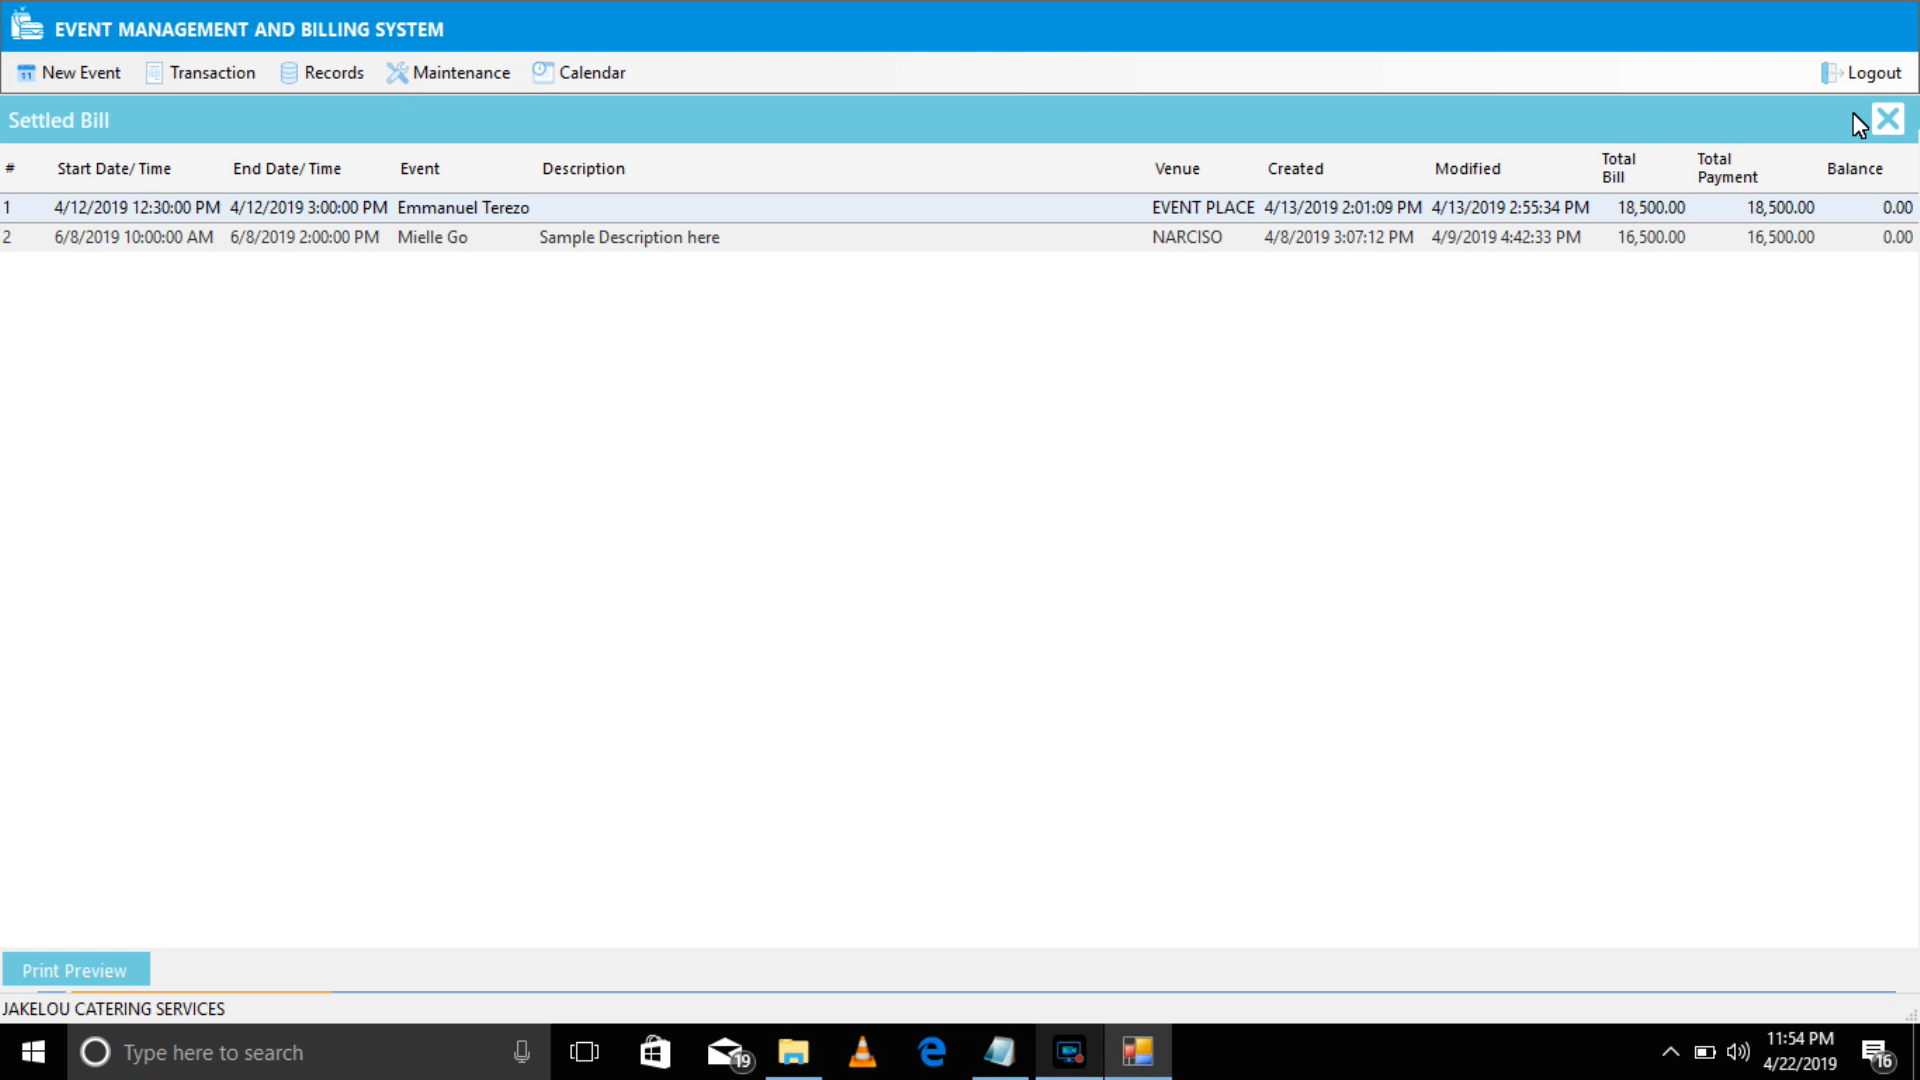 EVENT MANAGEMENT AND BILLING SYSTEM
11 New Event Transaction Records Maintenance Calendar Logout
Settled Bill
# Start Date/ Time End Date/ Time Event Description Venue Created Modified Total Bill Total Payment Balance
1 4/12/2019 12:30:00 PM 4/12/2019 3:00:00 PM Emmanuel Terezo EVENT PLACE 4/13/2019 2:01:09 PM 4/13/2019 2:55:34 PM 18,500.00 18,500.00 0.00
2 6/8/2019 10:00:00 AM 6/8/2019 2:00:00 PM Mielle Go Sample Description here NARCISO 4/8/2019 3:07:12 PM 4/9/2019 4:42:33 PM 16,500.00 16,500.00 0.00
Print Preview
JAKELOU CATERING SERVICES
Type here to search 19 11:54 PM 16
4/22/2019